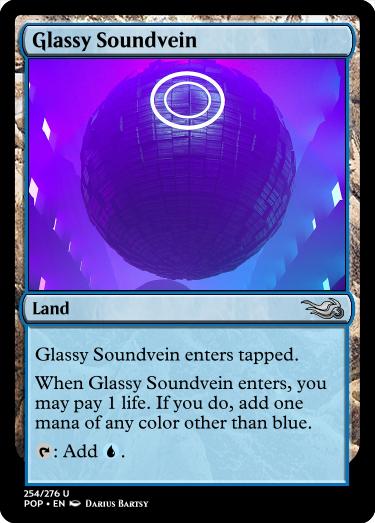 Glassy Soundvein
Land
Glassy Soundvein enters tapped.
When Glassy Soundvein enters, you
may pay 1 life. If you do, add one
mana of any color other than blue.
: Add .
254/276 U
POP • EN Darius Bartsy